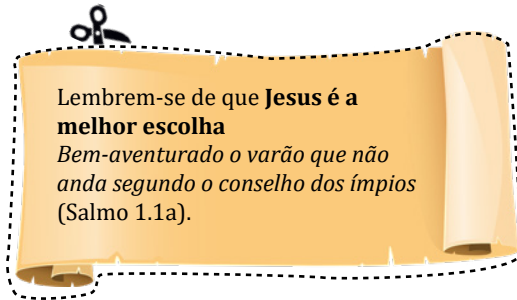 Lembrem-se de que Jesus é a
melhor escolha
Bem-aventurado o varão que não
anda segundo o conselho dos ímpios
(Salmo 1.1a).